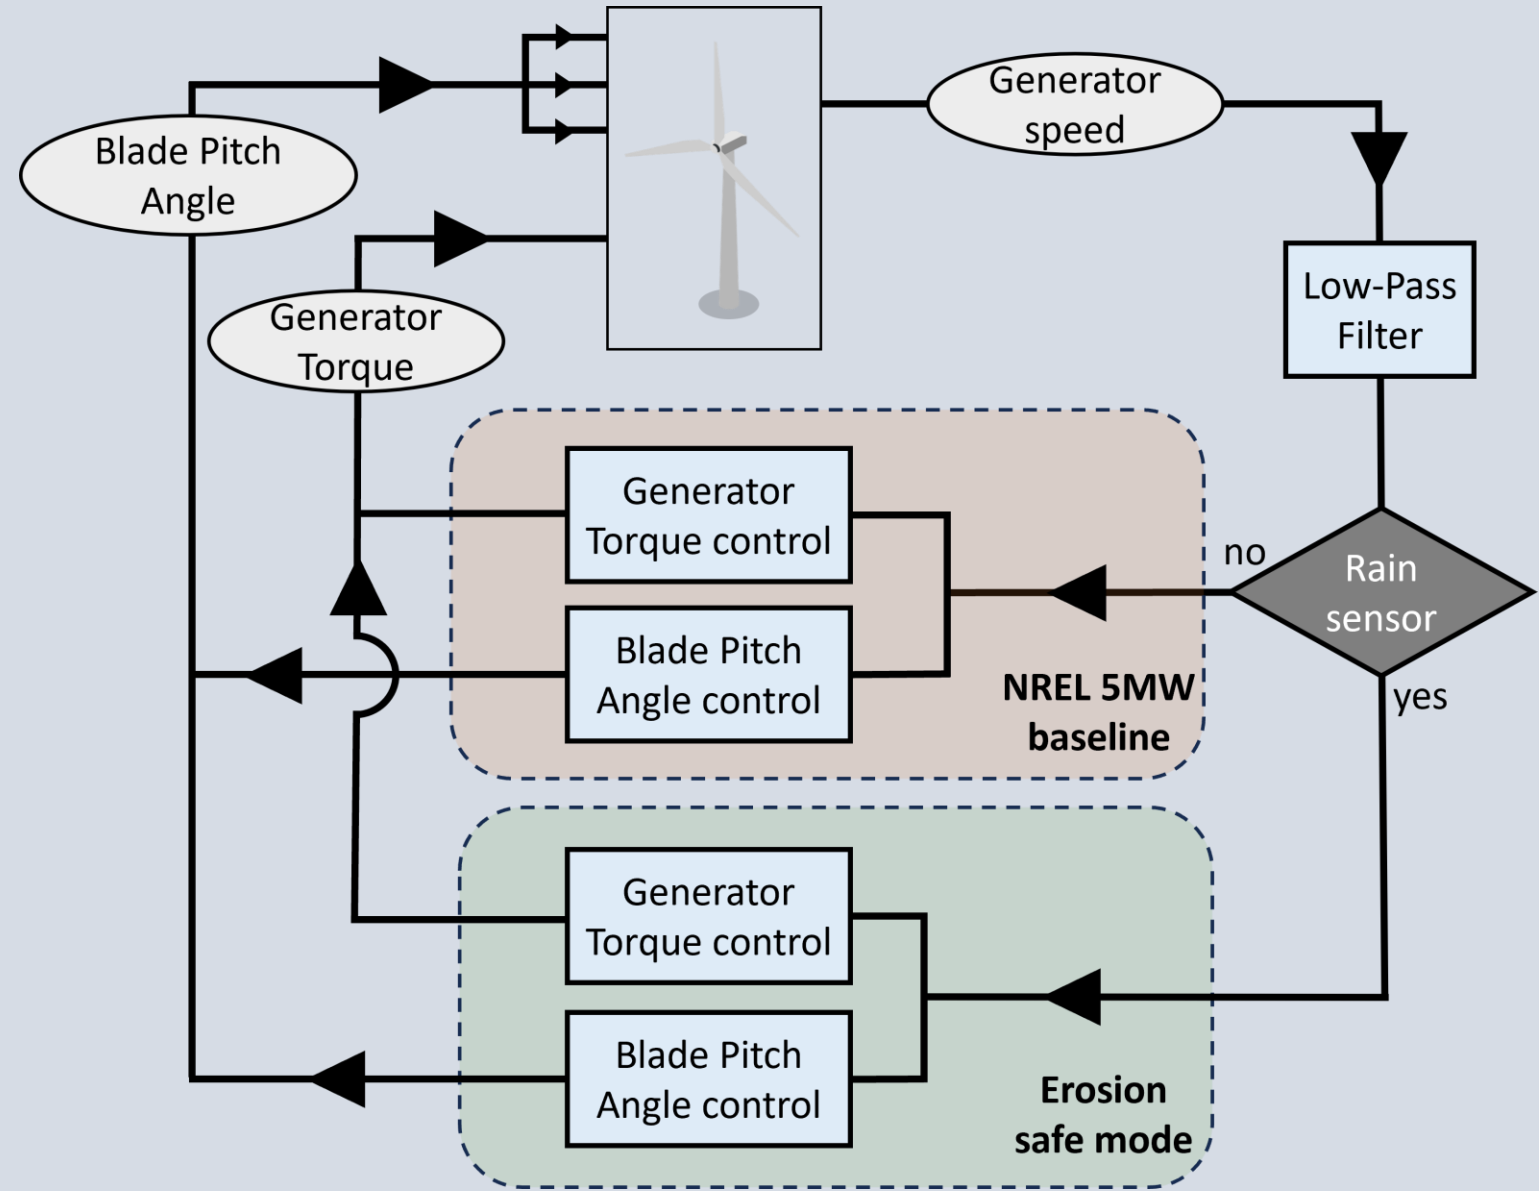 Generator
speed
Blade Pitch
Angle
Low-Pass
Filter
Generator
Torque
Generator
Torque control
no
Rain
sensor
Blade Pitch
Angle control
NREL 5MW
baseline
yes
Generator
Torque control
Blade Pitch
Angle control
Erosion
safe mode